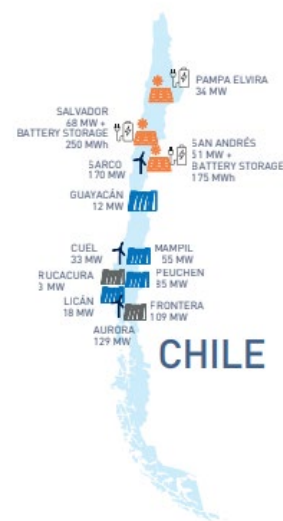 PAMPA ELVIRA
34 MW
SALVADOR
68 MW +
BATTERY STORAGE
250 MWh
SAN ANDRÉS
51 MW +
BATTERY STORAGE
175 MWh
SARCO
170 MW
GUAYACÁN
12 MW
CUEL
33 MW
MAMPIL
55 MW
RUCACURA
3 MW
PEUCHEN
85 MW
LICÁN
18 MW
FRONTERA
109 MW
AURORA
129 MW
CHILE